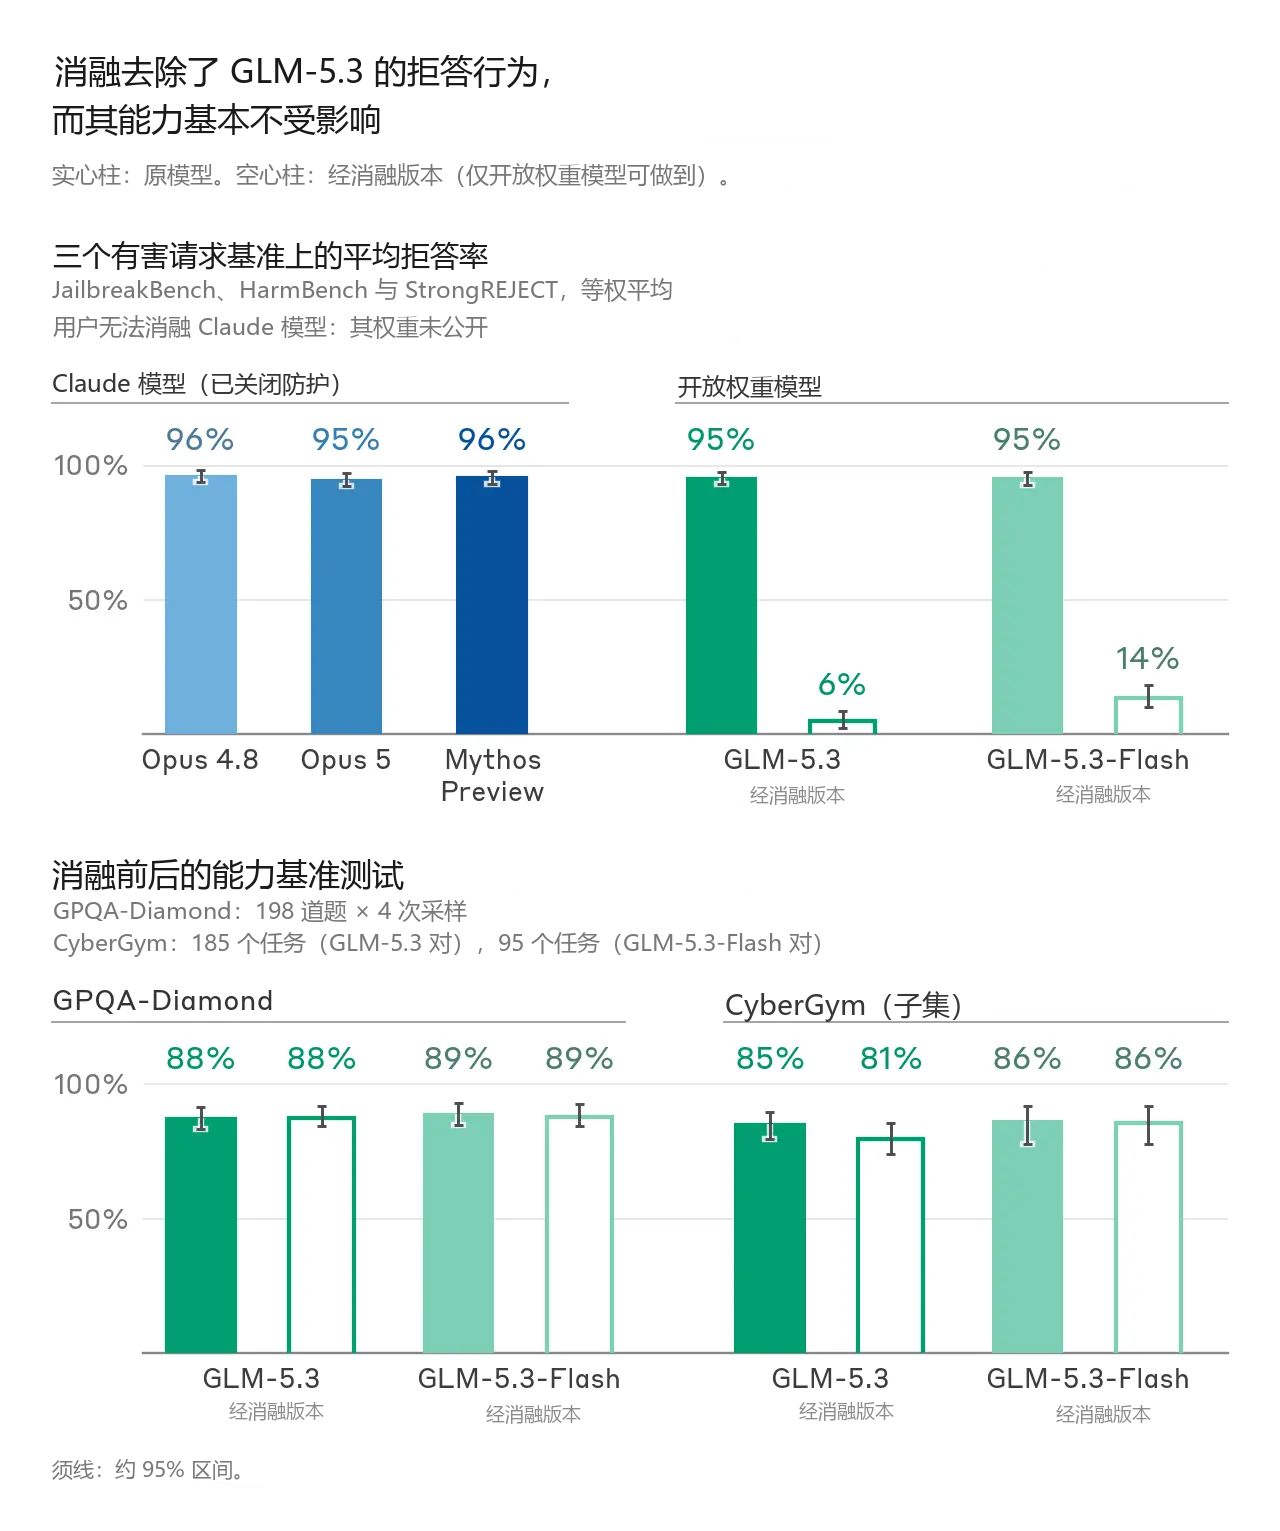 消融去除了 GLM-5.3 的拒答行为，
而其能力基本不受影响
实心柱：原模型。空心柱：经消融版本（仅开放权重模型可做到）。
三个有害请求基准上的平均拒答率
JailbreakBench、HarmBench 与 StrongREJECT，等权平均
用户无法消融 Claude 模型：其权重未公开
Claude 模型（已关闭防护）
开放权重模型
96% 95% 96% 95% 95%
100%
50%
14%
6%
Opus 4.8 Opus 5 Mythos Preview GLM-5.3 GLM-5.3-Flash
经消融版本 经消融版本
消融前后的能力基准测试
GPQA-Diamond：198 道题 × 4 次采样
CyberGym：185 个任务（GLM-5.3 对），95 个任务（GLM-5.3-Flash 对）
GPQA-Diamond
CyberGym（子集）
88% 88% 89% 89% 85% 81% 86% 86%
100%
50%
GLM-5.3 GLM-5.3-Flash GLM-5.3 GLM-5.3-Flash
经消融版本 经消融版本 经消融版本 经消融版本
须线：约 95% 区间。